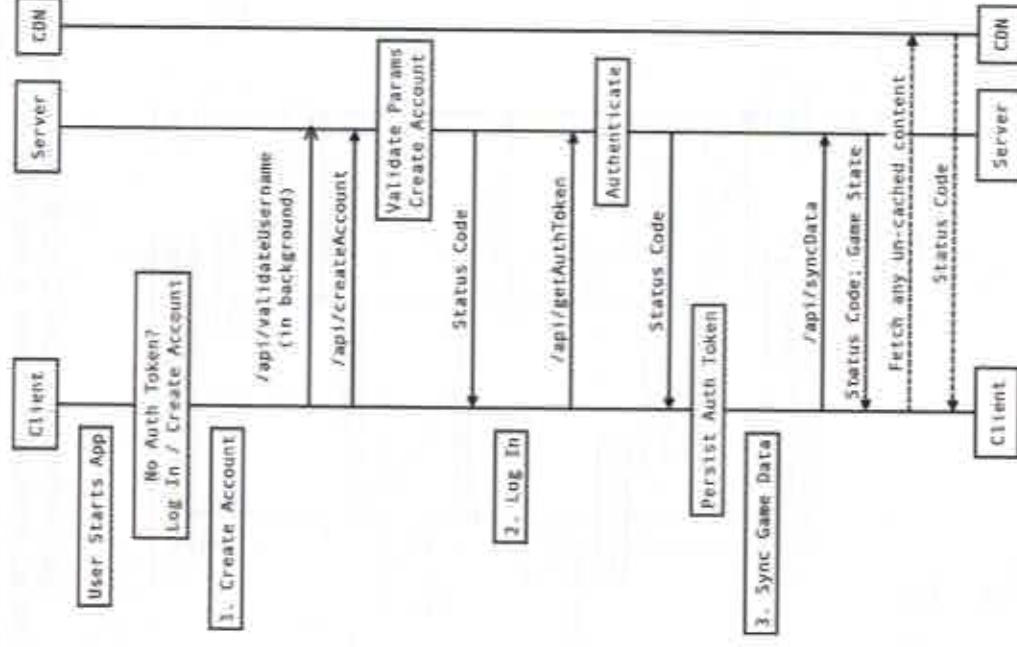 Client
Server
CDN
User Starts App
No Auth Token?
Log In / Create Account
1. Create Account
/api/validateUsername
(in background)
/api/createAccount
Validate Params
Create Account
Status Code
2. Log In
/api/getAuthToken
Authenticate
Status Code
Persist Auth Token
3. Sync Game Data
/api/syncData
Status Code; Game State
Fetch any un-cached content
Status Code
Client
Server
CDN